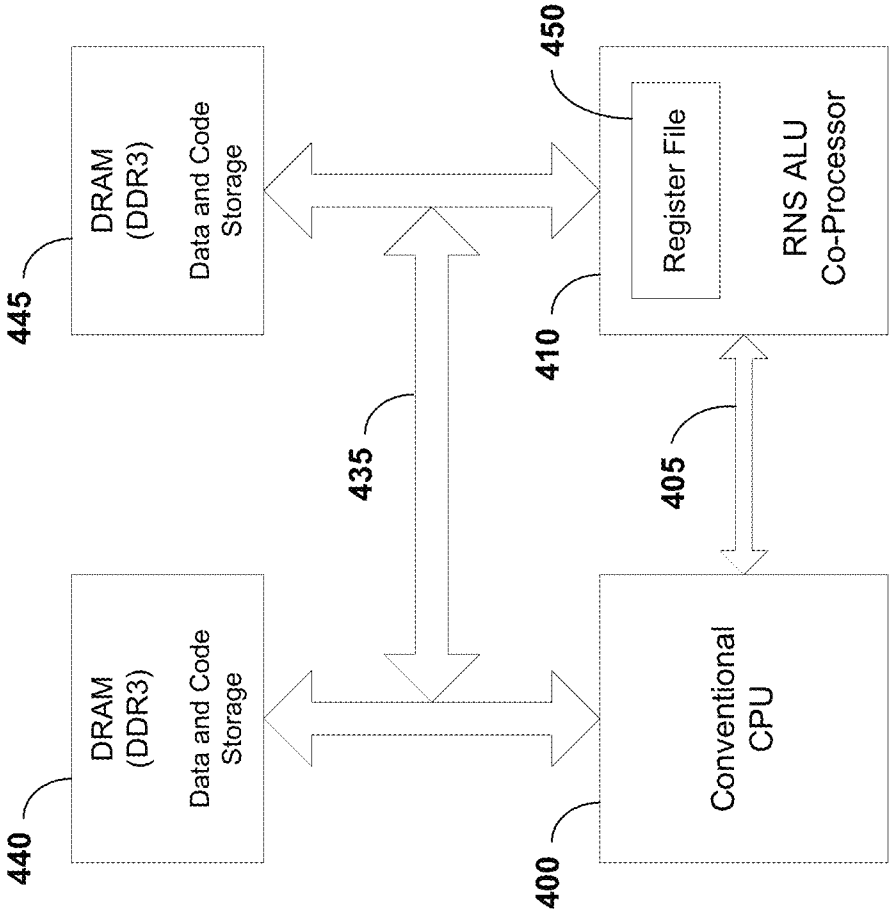 440
DRAM
(DDR3)
Data and Code
Storage
445
DRAM
(DDR3)
Data and Code
Storage
435
400
Conventional
CPU
405
410
450
Register File
RNS ALU
Co-Processor